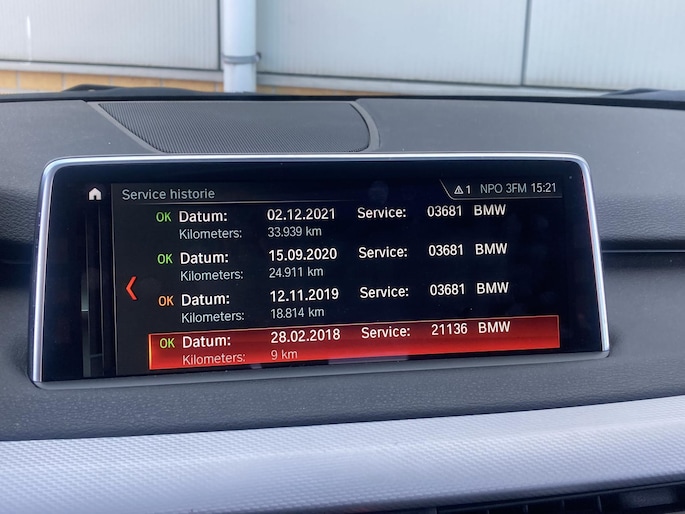 Service historie ⚠ 1 NPO 3FM 15:21
OK Datum: 02.12.2021 Service: 03681 BMW
Kilometers: 33.939 km
OK Datum: 15.09.2020 Service: 03681 BMW
Kilometers: 24.911 km
OK Datum: 12.11.2019 Service: 03681 BMW
Kilometers: 18.814 km
OK Datum: 28.02.2018 Service: 21136 BMW
Kilometers: 9 km